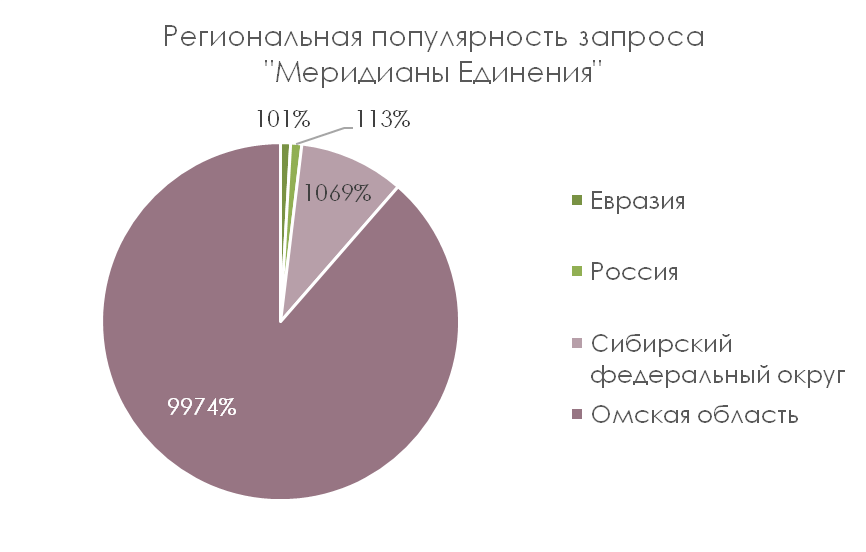 Региональная популярность запроса
"Меридианы Единения"
101%
113%
1069%
9974%
Евразия
Россия
Сибирский
федеральный округ
Омская область